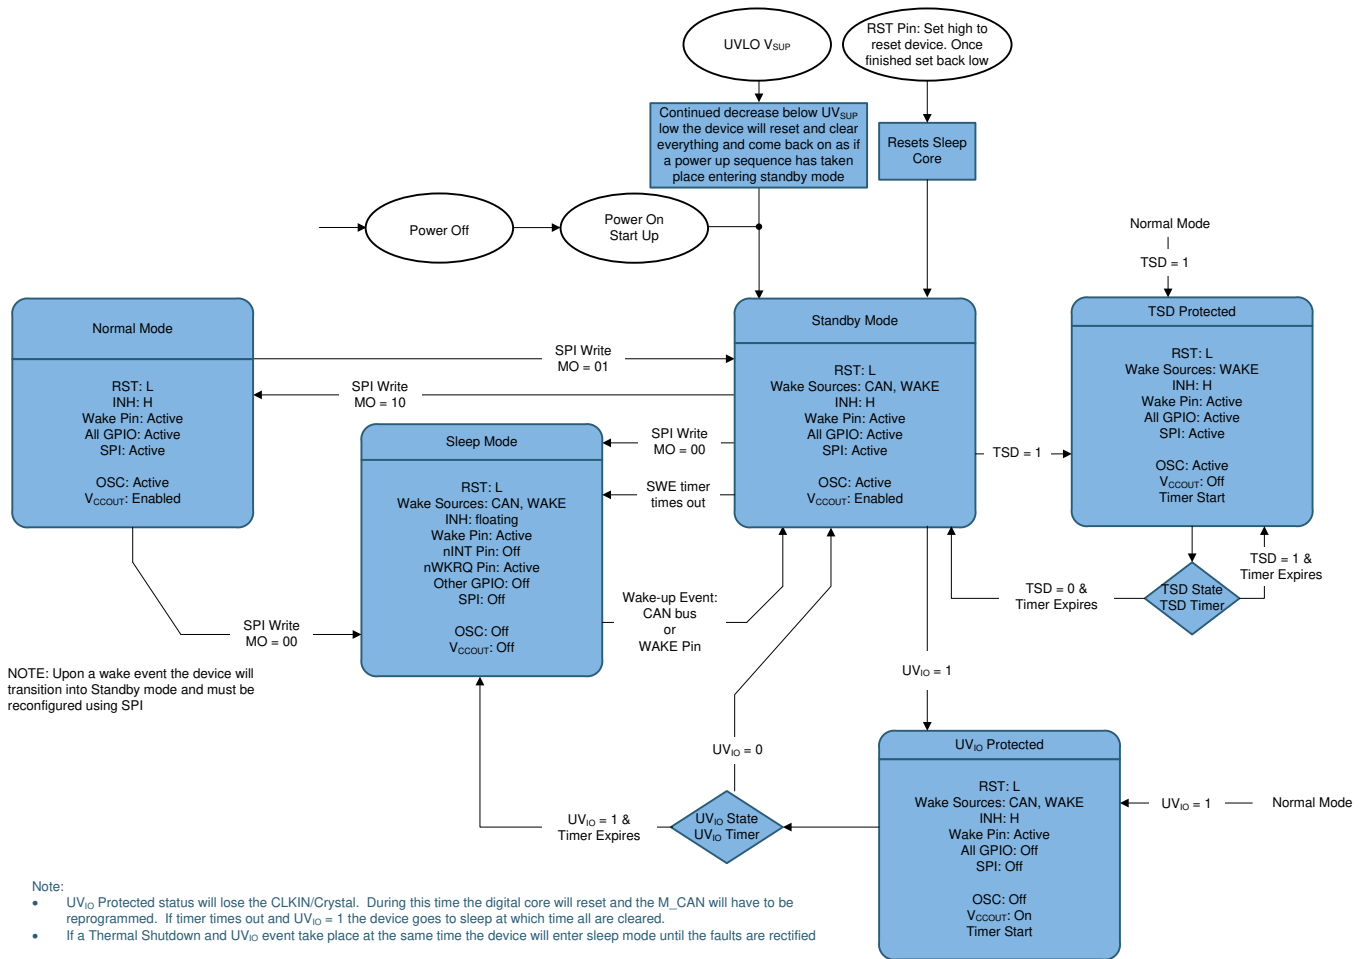 UVLO VSUP
RST Pin: Set high to
reset device. Once
finished set back low
Continued decrease below UVSUP
low the device will reset and clear
everything and come back on as if
a power up sequence has taken
place entering standby mode
Resets Sleep
Core
Power Off
Power On
Start Up
Normal Mode
TSD = 1
Normal Mode
RST: L
INH: H
Wake Pin: Active
All GPIO: Active
SPI: Active
OSC: Active
VCCOUT: Enabled
SPI Write
MO = 01
SPI Write
MO = 10
Standby Mode
RST: L
Wake Sources: CAN, WAKE
INH: H
Wake Pin: Active
All GPIO: Active
SPI: Active
OSC: Active
VCCOUT: Enabled
TSD Protected
RST: L
Wake Sources: WAKE
INH: H
Wake Pin: Active
All GPIO: Active
SPI: Active
OSC: Active
VCCOUT: Off
Timer Start
TSD = 1
Sleep Mode
RST: L
Wake Sources: CAN, WAKE
INH: floating
Wake Pin: Active
nINT Pin: Off
nWKRQ Pin: Active
Other GPIO: Off
SPI: Off
OSC: Off
VCCOUT: Off
SPI Write
MO = 00
SWE timer
times out
Wake-up Event:
CAN bus
or
WAKE Pin
TSD = 0 &
Timer Expires
TSD State
TSD Timer
TSD = 1 &
Timer Expires
SPI Write
MO = 00
NOTE: Upon a wake event the device will
transition into Standby mode and must be
reconfigured using SPI
UVIO = 1
UVIO = 0
UVIO Protected
RST: L
Wake Sources: CAN, WAKE
INH: H
Wake Pin: Active
All GPIO: Off
SPI: Off
OSC: Off
VCCOUT: On
Timer Start
UVIO = 1
Normal Mode
UVIO State
UVIO Timer
UVIO = 1 &
Timer Expires
Note:
• UVIO Protected status will lose the CLKIN/Crystal. During this time the digital core will reset and the M_CAN will have to be
reprogrammed. If timer times out and UVIO = 1 the device goes to sleep at which time all are cleared.
• If a Thermal Shutdown and UVIO event take place at the same time the device will enter sleep mode until the faults are rectified